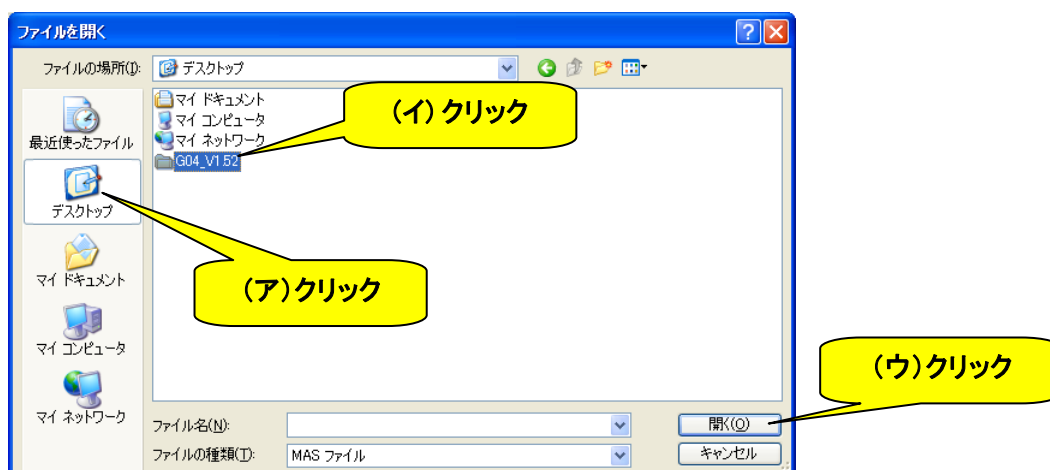 ファイルを開く
ファイルの場所(I):
デスクトップ
最近使ったファイル
デスクトップ
マイ ドキュメント
マイ コンピュータ
マイ ネットワーク
マイ ドキュメント
マイ コンピュータ
マイ ネットワーク
G04_V1.52
(イ) クリック
(ア) クリック
(ウ) クリック
ファイル名(N):
開く(O)
ファイルの種類(T):
MAS ファイル
キャンセル